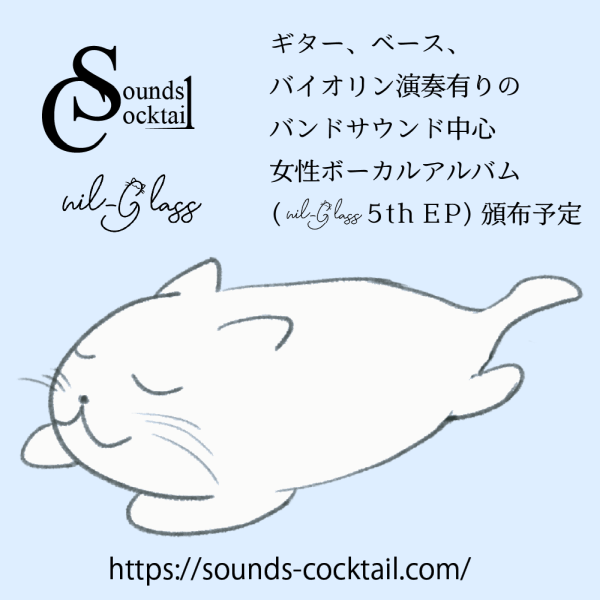 Sounds
Cocktail
nil-Glass
ギター、ベース、
バイオリン演奏有りの
バンドサウンド中心
女性ボーカルアルバム
(nil-Glass 5th EP) 頒布予定
https://sounds-cocktail.com/